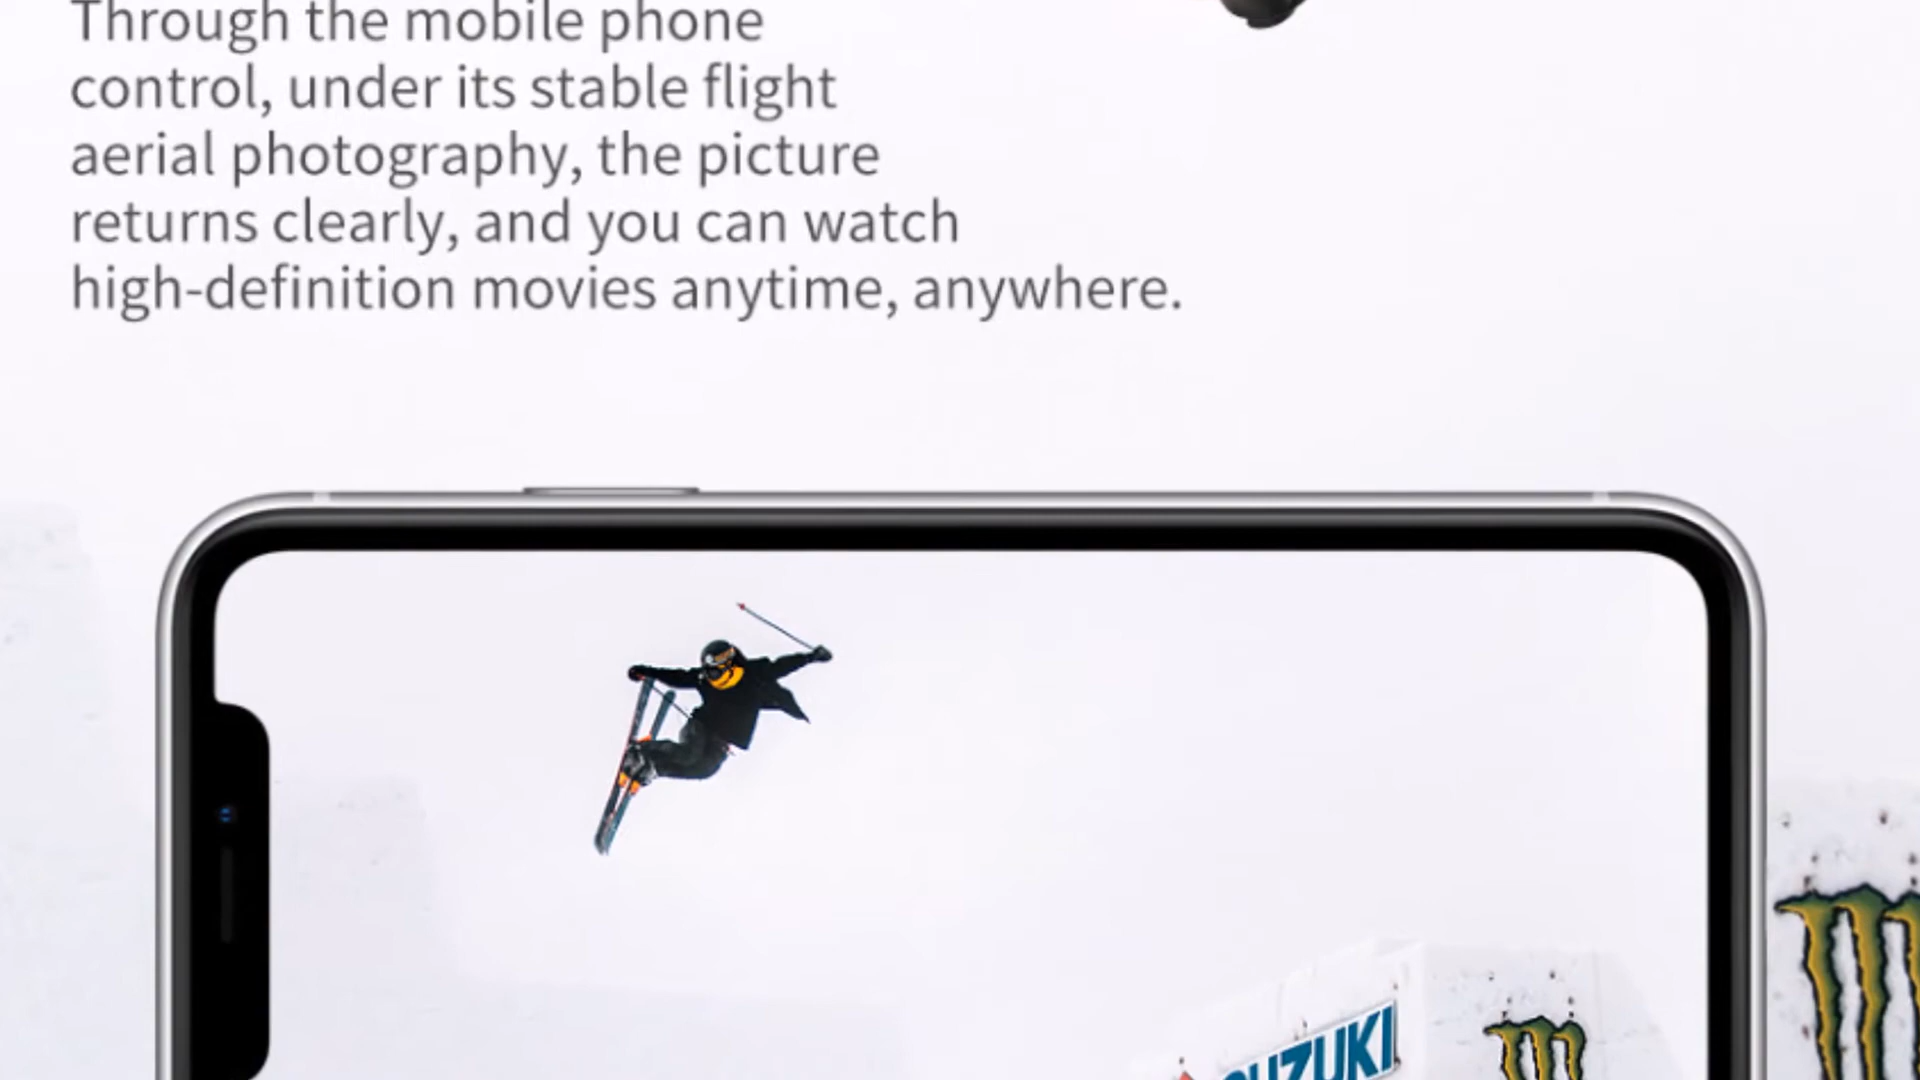 Through the mobile phone
control, under its stable flight
aerial photography, the picture
returns clearly, and you can watch
high-definition movies anytime, anywhere.
SUZUKI